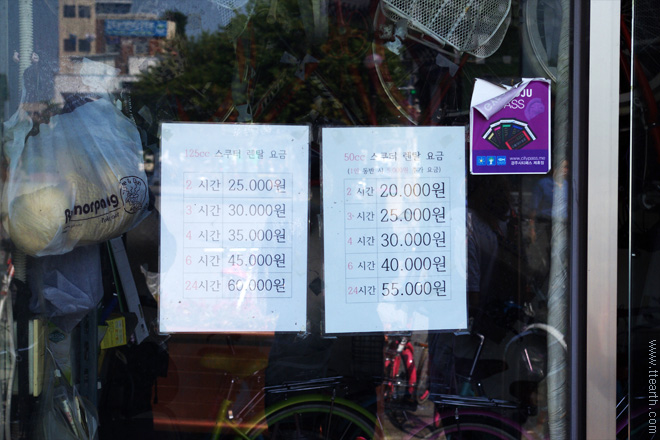 125cc 스쿠터 렌탈 요금
2 시간 25.000원
3 시간 30.000원
4 시간 35.000원
6 시간 45.000원
24시간 60.000원
50cc 스쿠터 렌탈 요금
2 시간 20.000원
3 시간 25.000원
4 시간 30.000원
6 시간 40.000원
24시간 55.000원
PASS
www.ttearth.com